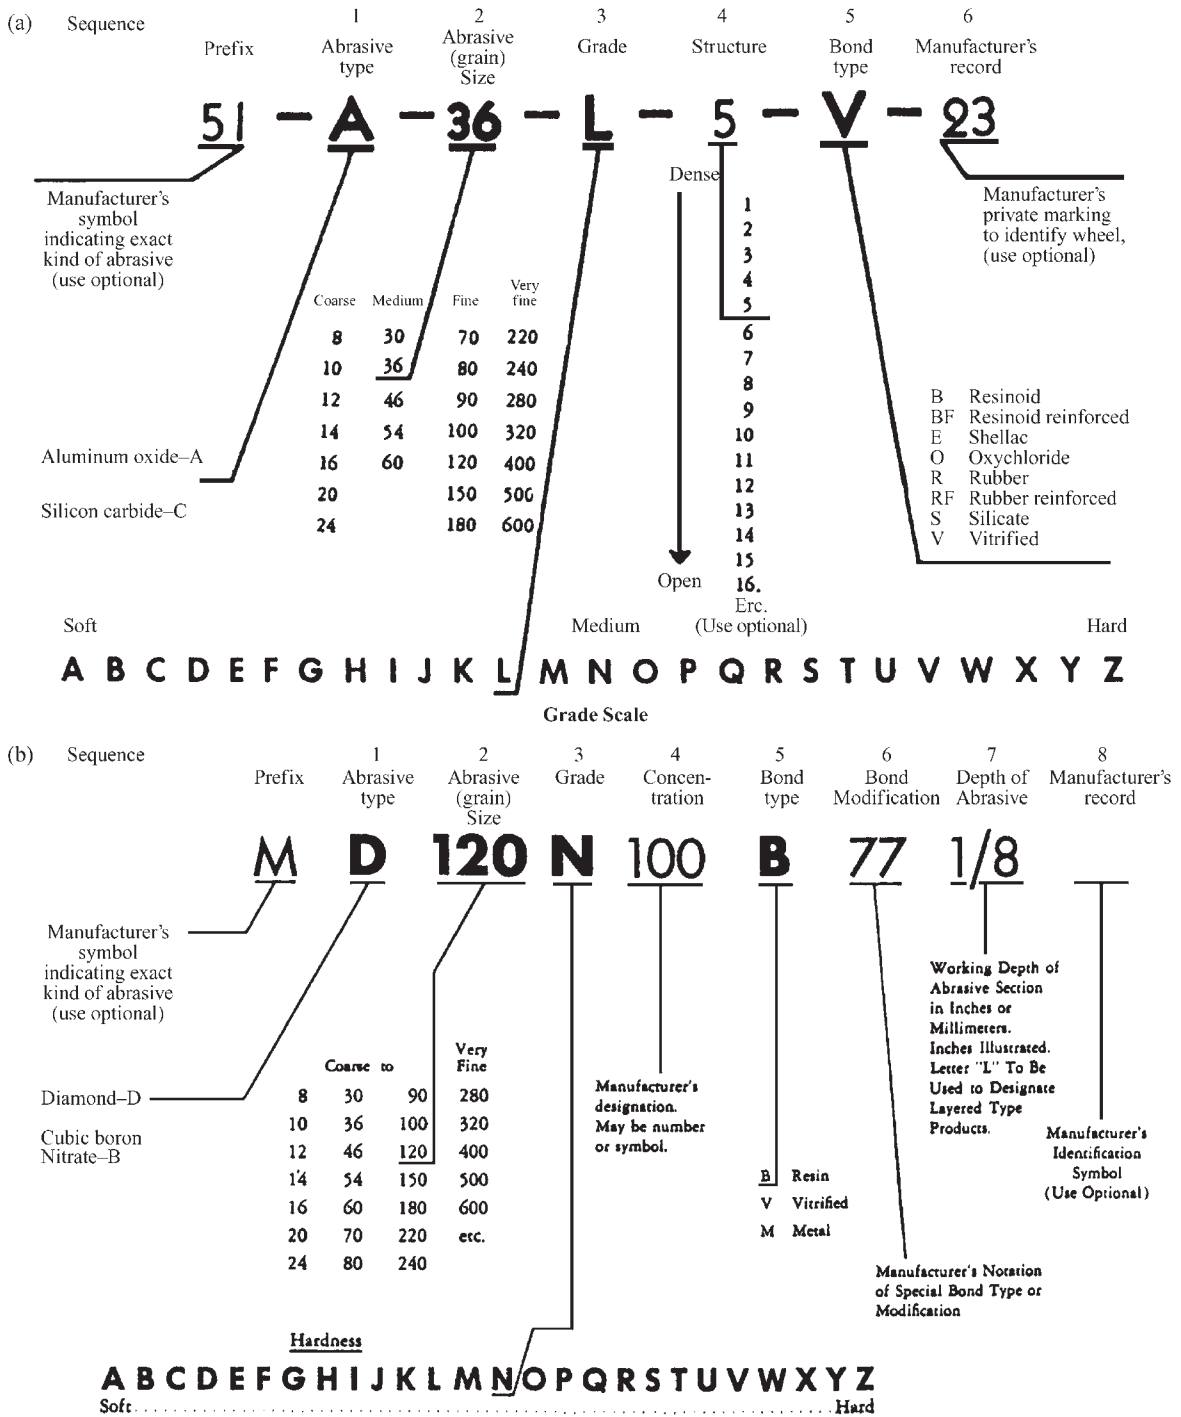 (a) Sequence 1 2 3 4 5 6
Prefix Abrasive type Abrasive (grain) Size Grade Structure Bond type Manufacturer's record
51 – A – 36 – L – 5 – V – 23
Manufacturer's
symbol
indicating exact
kind of abrasive
(use optional)
Dense
1
2
3
4
5
6
7
8
9
10
11
12
13
14
15
16.
Erc.
(Use optional)
Open
Manufacturer's
private marking
to identify wheel,
(use optional)
Coarse Medium Fine Very fine
8 30 70 220
10 36 80 240
12 46 90 280
14 54 100 320
16 60 120 400
20 150 500
24 180 600
Aluminum oxide–A
Silicon carbide–C
B Resinoid
BF Resinoid reinforced
E Shellac
O Oxychloride
R Rubber
RF Rubber reinforced
S Silicate
V Vitrified
Soft Medium Hard
A B C D E F G H I J K L M N O P Q R S T U V W X Y Z
Grade Scale
(b) Sequence 1 2 3 4 5 6 7 8
Prefix Abrasive type Abrasive (grain) Size Grade Concen- tration Bond type Bond Modification Depth of Abrasive Manufacturer's record
M D 120 N 100 B 77 1/8
Manufacturer's
symbol
indicating exact
kind of abrasive
(use optional)
Diamond–D
Cubic boron
Nitrate–B
Coarse to Very Fine
8 30 90 280
10 36 100 320
12 46 120 400
14 54 150 500
16 60 180 600
20 70 220 etc.
24 80 240
Manufacturer's
designation.
May be number
or symbol.
B Resin
V Vitrified
M Metal
Manufacturer's Notation
of Special Bond Type or
Modification
Working Depth of
Abrasive Section
in Inches or
Millimeters.
Inches Illustrated.
Letter "L" To Be
Used to Designate
Layered Type
Products.
Manufacturer's
Identification
Symbol
(Use Optional)
Hardness
A B C D E F G H I J K L M N O P Q R S T U V W X Y Z
Soft Hard